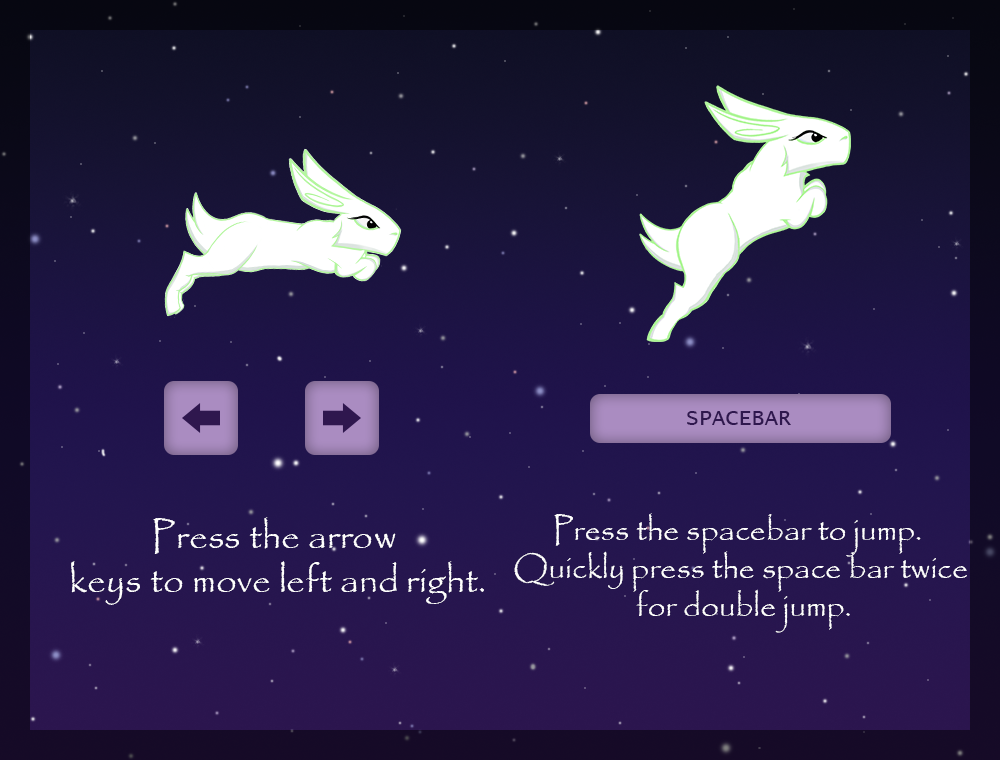 SPACEBAR
Press the arrow
keys to move left and right.
Press the spacebar to jump.
Quickly press the space bar twice
for double jump.